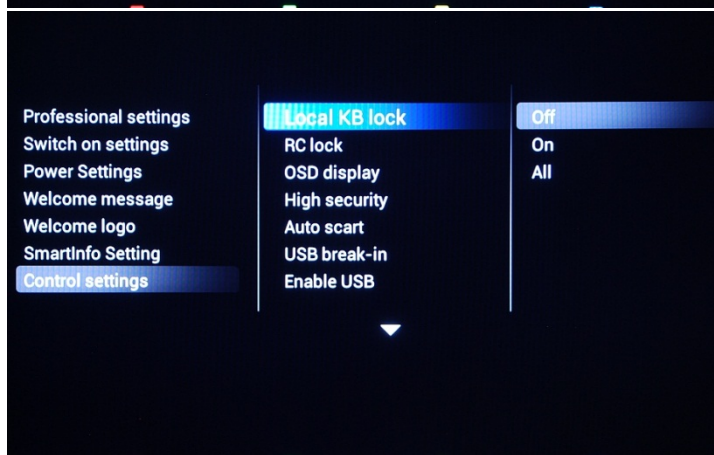 Professional settings
Switch on settings
Power Settings
Welcome message
Welcome logo
SmartInfo Setting
Control settings
Local KB lock
RC lock
OSD display
High security
Auto scart
USB break-in
Enable USB
Off
On
All